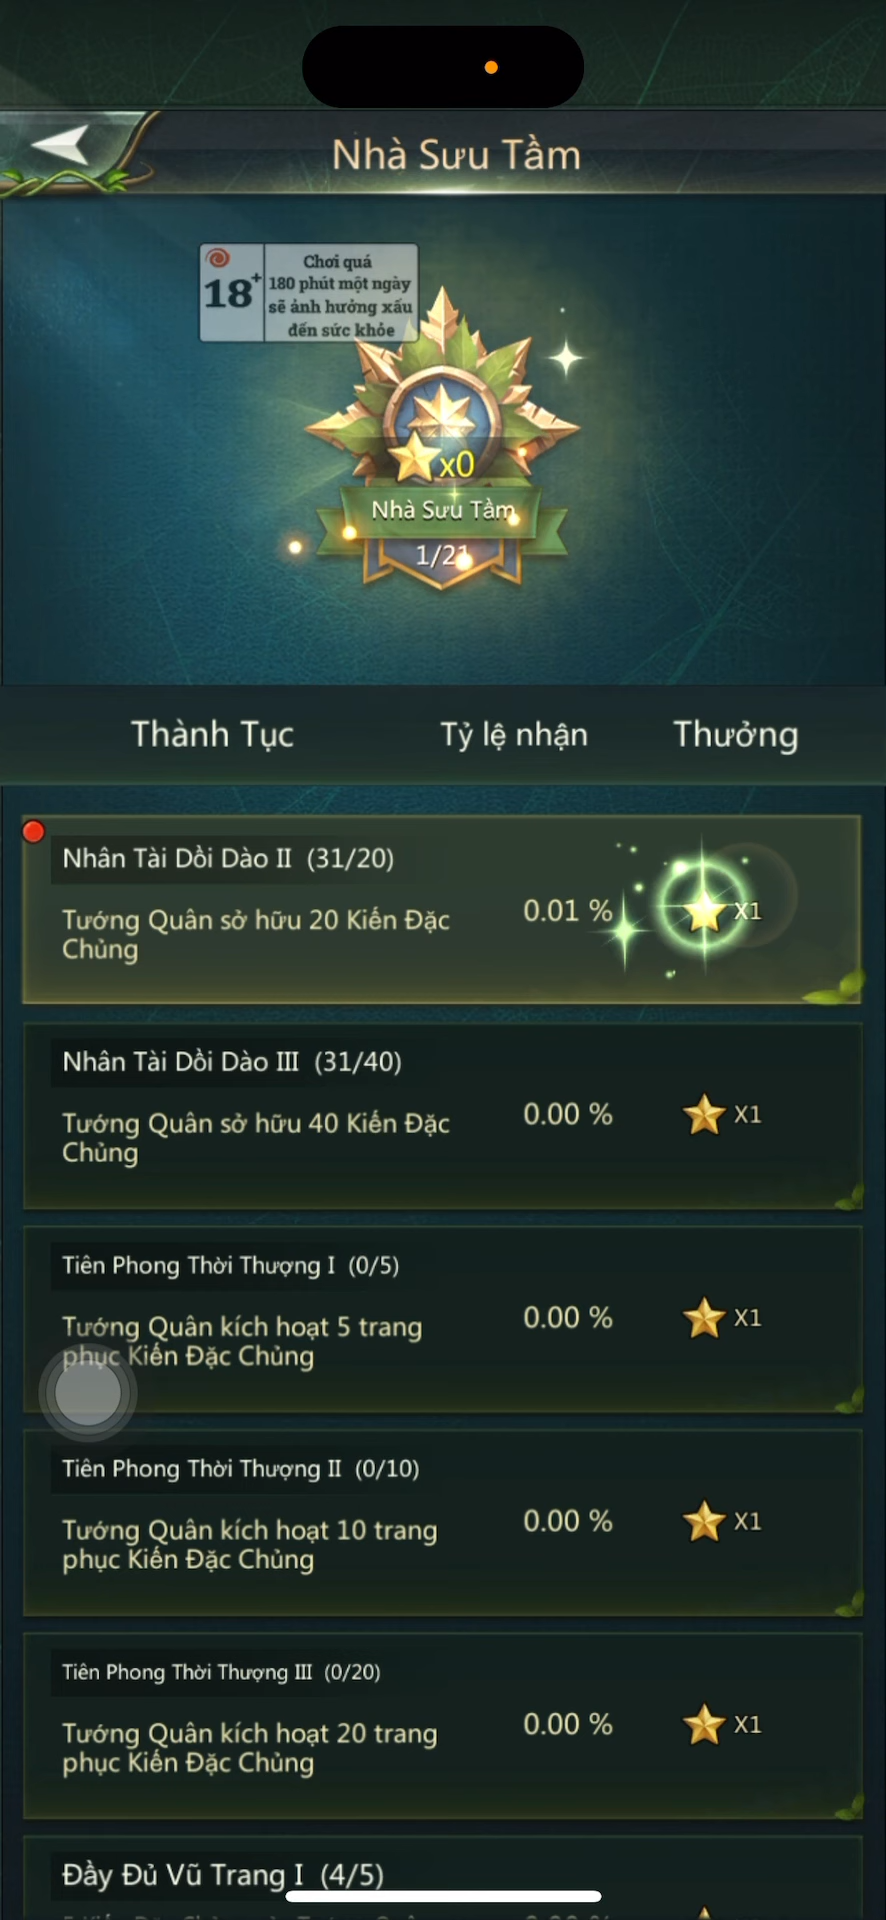 Nhà Sưu Tầm
18+
Chơi quá
180 phút một ngày
sẽ ảnh hưởng xấu
đến sức khỏe
x0
Nhà Sưu Tầm
1/21
Thành Tục Tỷ lệ nhận Thưởng
Nhân Tài Dồi Dào II (31/20)
Tướng Quân sở hữu 20 Kiến Đặc
Chủng
0.01 %
X1
Nhân Tài Dồi Dào III (31/40)
Tướng Quân sở hữu 40 Kiến Đặc
Chủng
0.00 %
X1
Tiên Phong Thời Thượng I (0/5)
Tướng Quân kích hoạt 5 trang
phục Kiến Đặc Chủng
0.00 %
X1
Tiên Phong Thời Thượng II (0/10)
Tướng Quân kích hoạt 10 trang
phục Kiến Đặc Chủng
0.00 %
X1
Tiên Phong Thời Thượng III (0/20)
Tướng Quân kích hoạt 20 trang
phục Kiến Đặc Chủng
0.00 %
X1
Đầy Đủ Vũ Trang I (4/5)